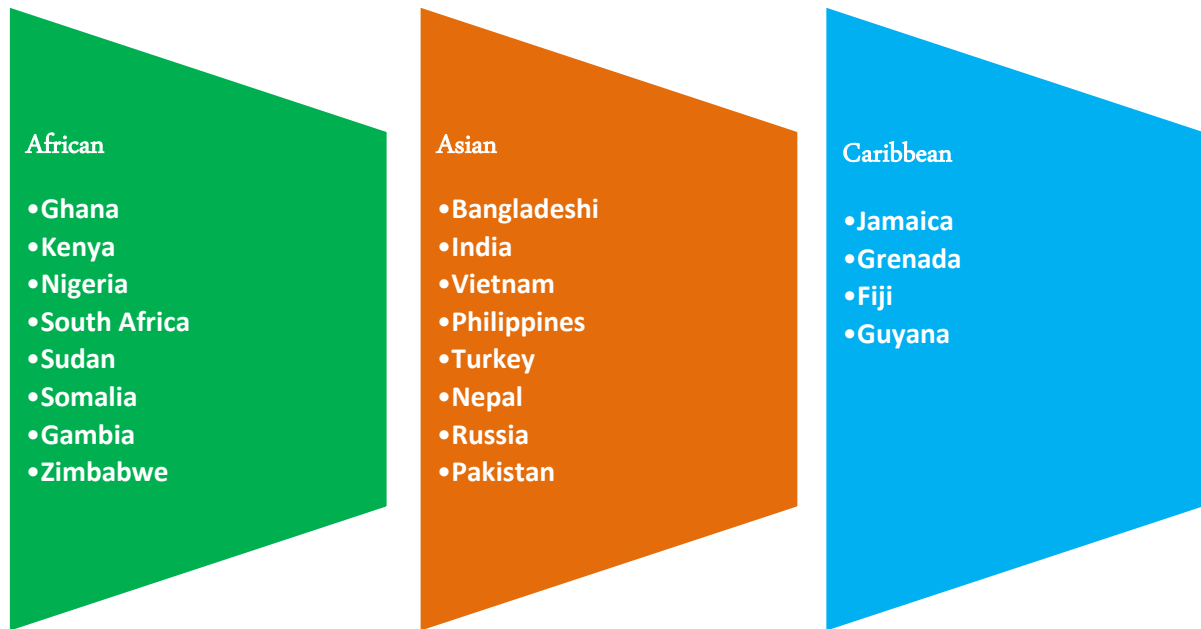 African
•Ghana
•Kenya
•Nigeria
•South Africa
•Sudan
•Somalia
•Gambia
•Zimbabwe
Asian
•Bangladeshi
•India
•Vietnam
•Philippines
•Turkey
•Nepal
•Russia
•Pakistan
Caribbean
•Jamaica
•Grenada
•Fiji
•Guyana